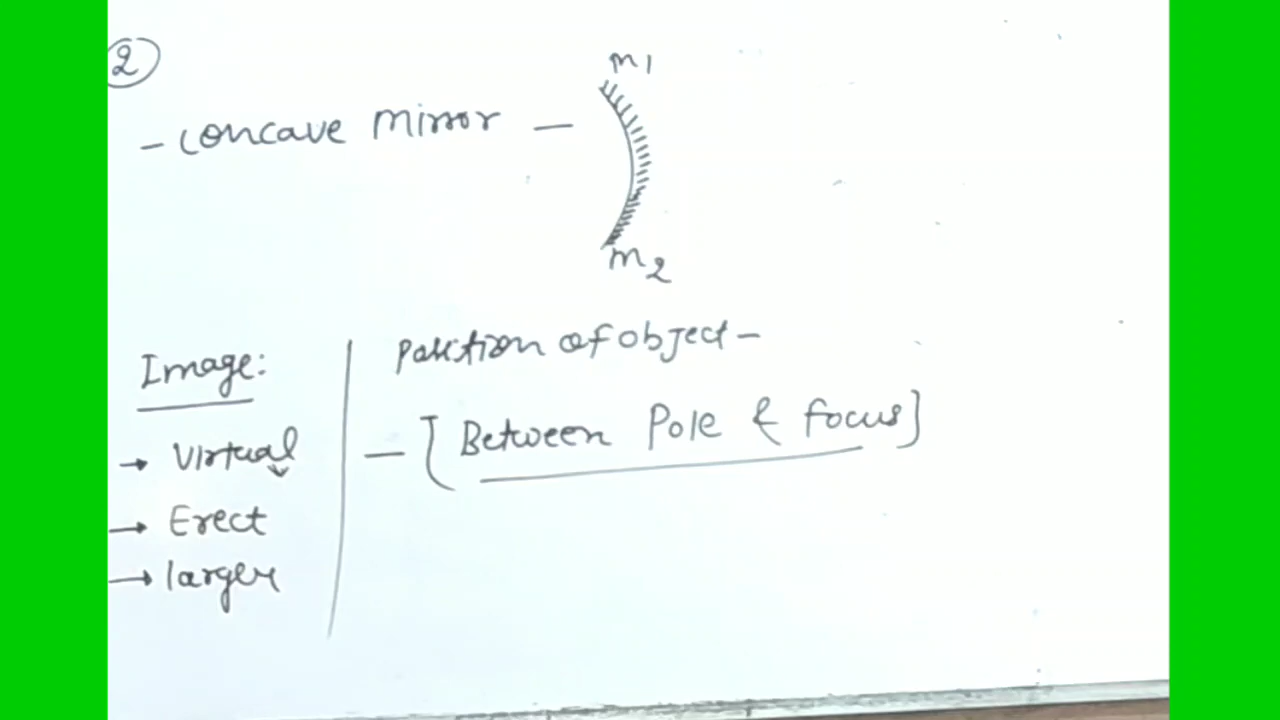 2
- Concave Mirror -
m1
m2
Image:
→ Virtual
→ Erect
→ larger
Position of object -
- [Between Pole & focus]